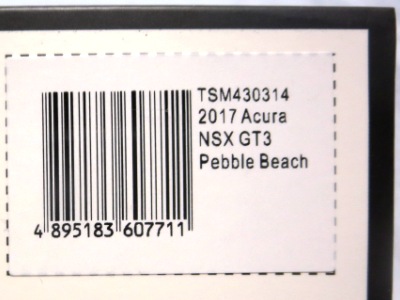 TSM430314
2017 Acura
NSX GT3
Pebble Beach
4 895183 607711